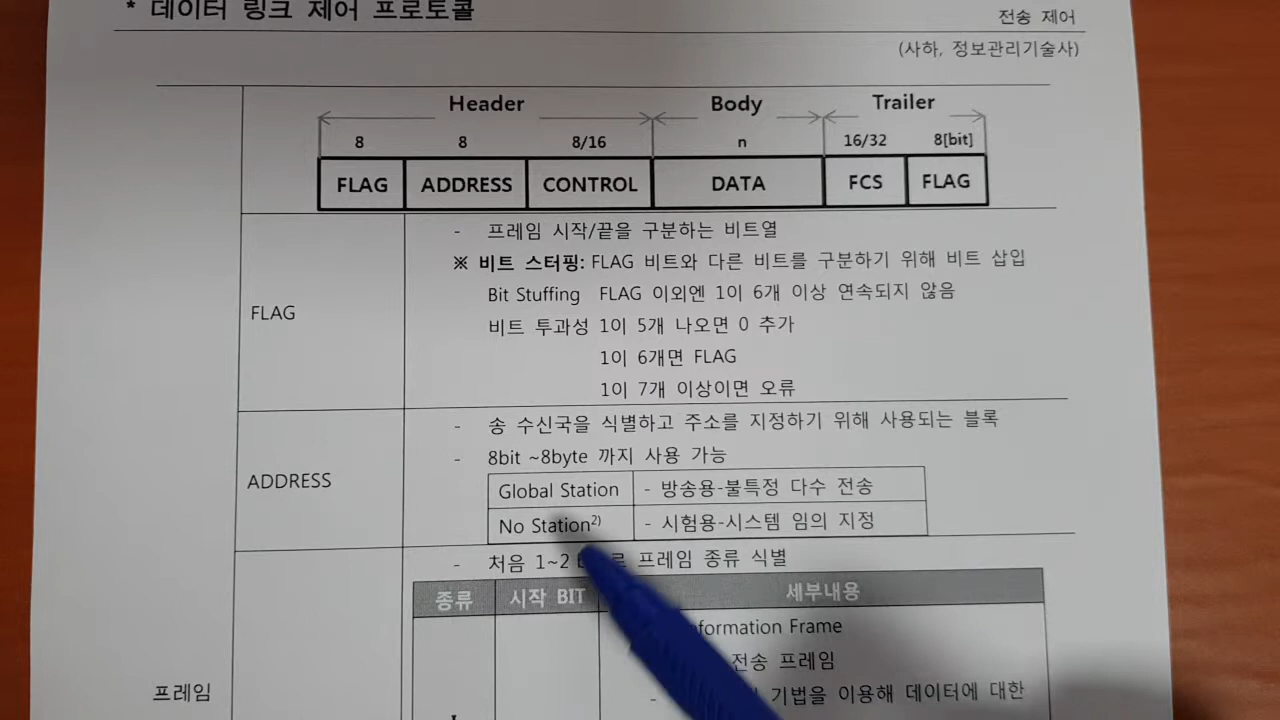 * 데이터 링크 제어 프로토콜
전송 제어
(사하, 정보관리기술사)
Header Body Trailer
8 8 8/16 n 16/32 8[bit]
FLAG ADDRESS CONTROL DATA FCS FLAG
FLAG
- 프레임 시작/끝을 구분하는 비트열
※ 비트 스터핑: FLAG 비트와 다른 비트를 구분하기 위해 비트 삽입
Bit Stuffing FLAG 이외엔 1이 6개 이상 연속되지 않음
비트 투과성 1이 5개 나오면 0 추가
1이 6개면 FLAG
1이 7개 이상이면 오류
ADDRESS
- 송 수신국을 식별하고 주소를 지정하기 위해 사용되는 블록
- 8bit ~8byte 까지 사용 가능
Global Station - 방송용-불특정 다수 전송
No Station2) - 시험용-시스템 임의 지정
- 처음 1~2 프레임 종류 식별
종류 시작 BIT 세부내용
Frame
전송 프레임
- 기법을 이용해 데이터에 대한
프레임